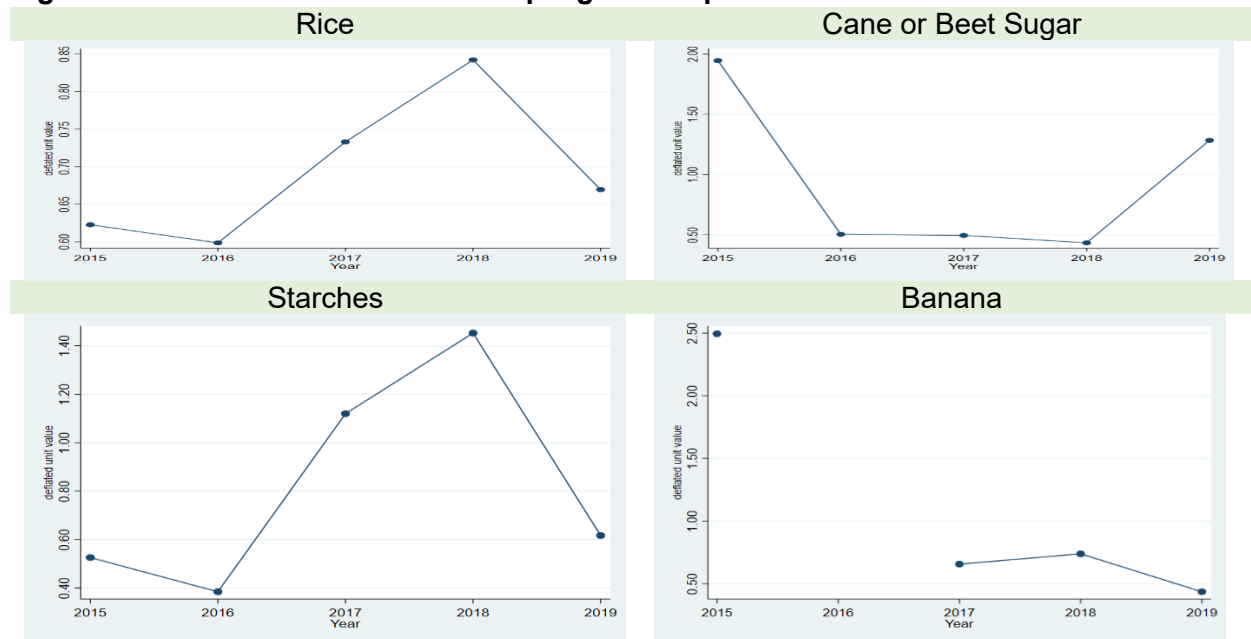 Rice
Cane or Beet Sugar
deflated unit value
0.85
0.80
0.75
0.70
0.65
0.60
2015 2016 2017 2018 2019
Year
deflated unit value
2.00
1.50
1.00
0.50
2015 2016 2017 2018 2019
Year
Starches
Banana
deflated unit value
1.40
1.20
1.00
0.80
0.60
0.40
2015 2016 2017 2018 2019
Year
deflated unit value
2.50
2.00
1.50
1.00
0.50
2015 2016 2017 2018 2019
Year